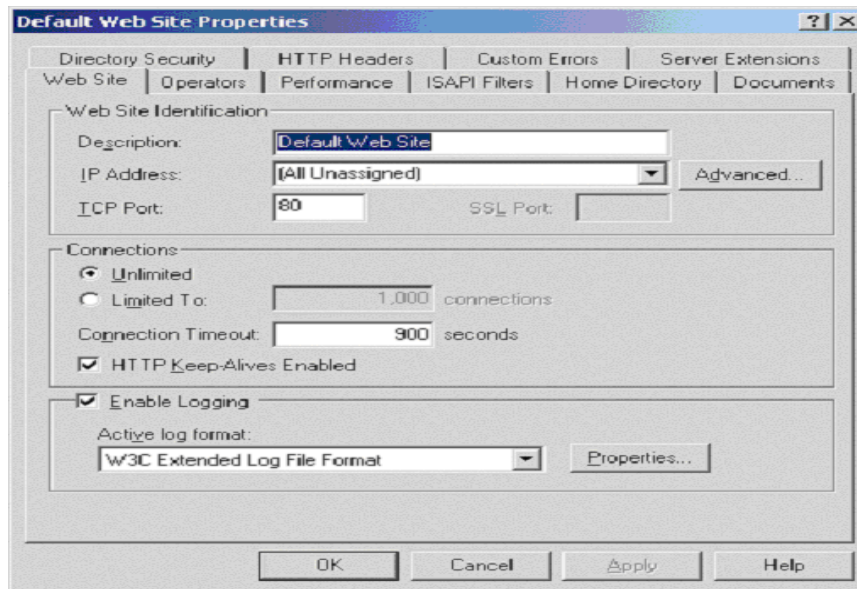 Default Web Site Properties
Directory Security HTTP Headers Custom Errors Server Extensions
Web Site Operators Performance ISAPI Filters Home Directory Documents
Web Site Identification
Description: Default Web Site
IP Address: (All Unassigned) Advanced...
TCP Port: 80 SSL Port:
Connections
Unlimited
Limited To: 1,000 connections
Connection Timeout: 900 seconds
HTTP Keep-Alives Enabled
Enable Logging
Active log format:
W3C Extended Log File Format Properties...
OK Cancel Apply Help